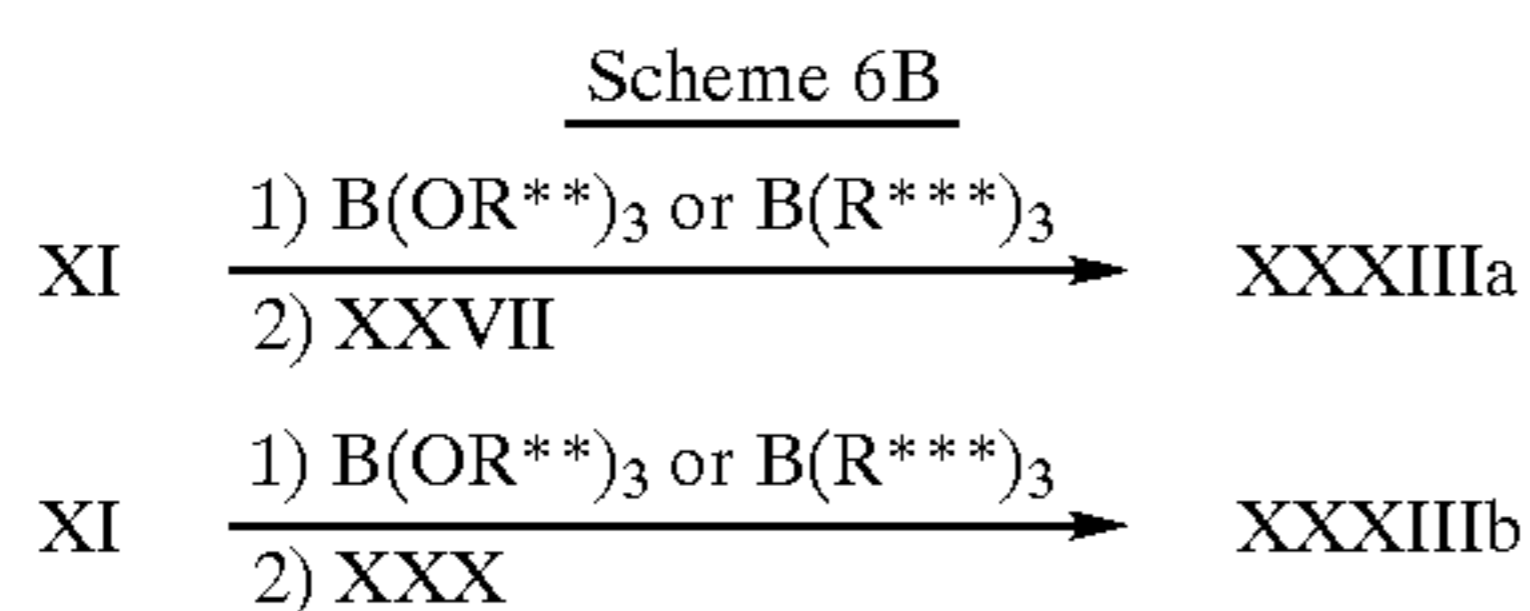 Scheme 6B
1) B(OR**)₃ or B(R***)₃
XI XXXIIIa
2) XXVII
1) B(OR**)₃ or B(R***)₃
XI XXXIIIb
2) XXX